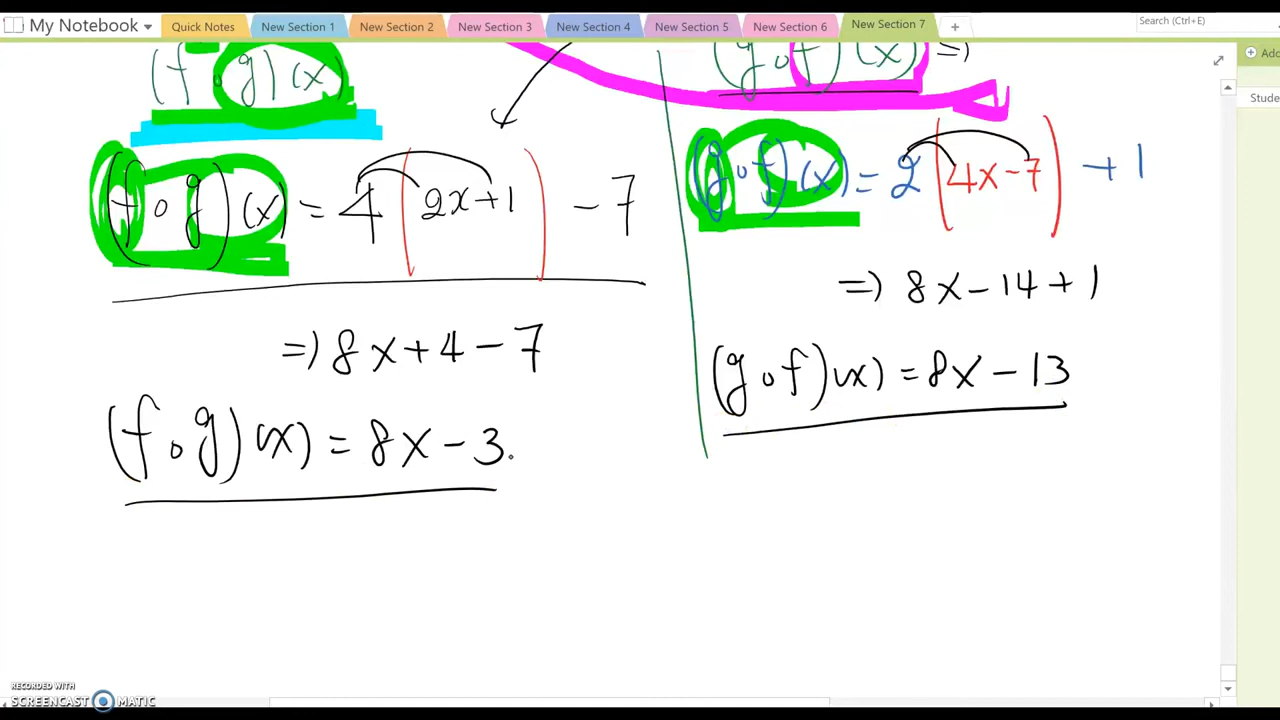 My Notebook
Quick Notes
New Section 1
New Section 2
New Section 3
New Section 4
New Section 5
New Section 6
New Section 7
+
Search (Ctrl+E)
Add
Stude
(f∘g)(x)
(f∘g)(x) = 4(2x+1) - 7
=) 8x+4-7
(f∘g)(x) = 8x-3.
(g∘f)(x) =)
(g∘f)(x) = 2(4x-7) + 1
=) 8x-14+1
(g∘f)(x) = 8x-13
RECORDED WITH
SCREENCAST MATIC